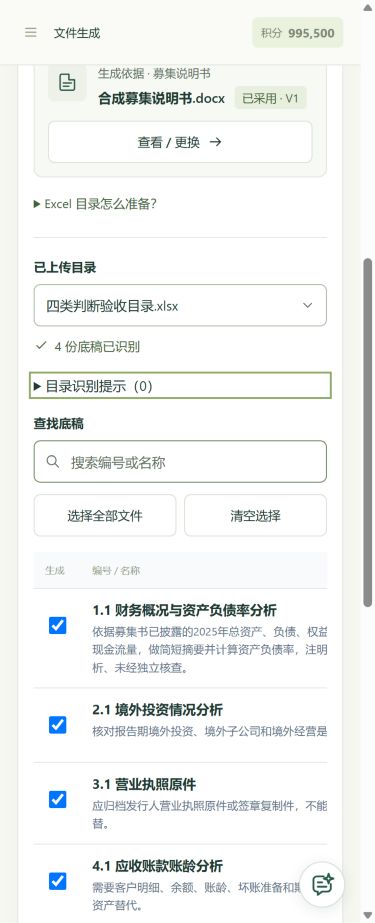 文件生成
积分 995,500
生成依据 · 募集说明书
合成募集说明书.docx
已采用 · V1
查看 / 更换 →
Excel 目录怎么准备？
已上传目录
四类判断验收目录.xlsx
4 份底稿已识别
目录识别提示（0）
查找底稿
搜索编号或名称
选择全部文件
清空选择
生成
编号 / 名称
1.1 财务概况与资产负债率分析
依据募集书已披露的2025年总资产、负债、权益
现金流量，做简短摘要并计算资产负债率，注明
析、未经独立核查。
2.1 境外投资情况分析
核对报告期境外投资、境外子公司和境外经营是
3.1 营业执照原件
应归档发行人营业执照原件或签章复制件，不能
替。
4.1 应收账款账龄分析
需要客户明细、余额、账龄、坏账准备和
资产替代。